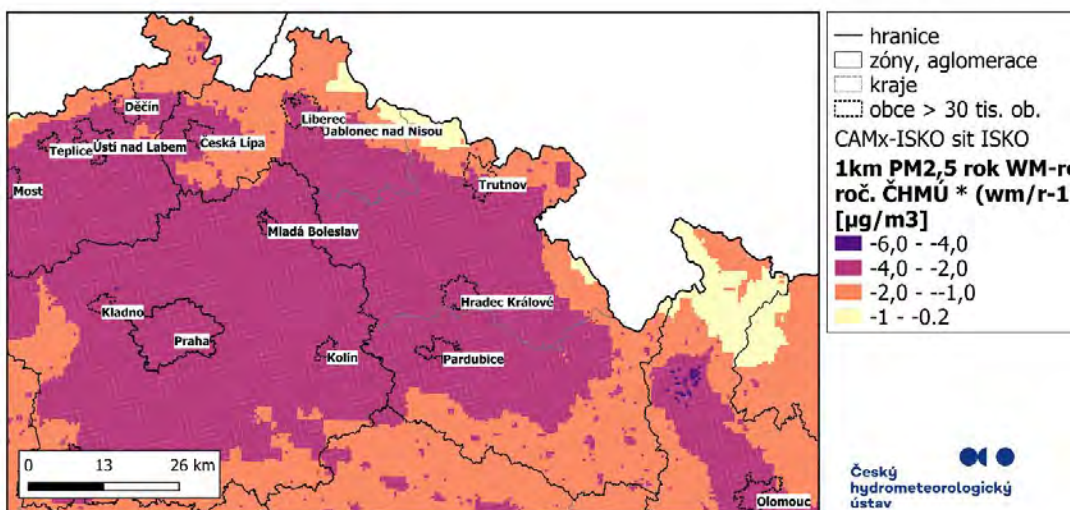 Děčín
Liberec
Jablonec nad Nisou
Teplice
Ústí nad Labem
Česká Lípa
Most
Trutnov
Mladá Boleslav
Kladno
Hradec Králové
Praha
Kolín
Pardubice
Olomouc
0 13 26 km
hranice
zóny, aglomerace
kraje
obce > 30 tis. ob.
CAMx-ISKO sit ISKO
1km PM2,5 rok WM-re
roč. ČHMÚ * (wm/r-1
[µg/m3]
-6,0 - -4,0
-4,0 - -2,0
-2,0 - --1,0
-1 - -0.2
Český
hydrometeorologický
ústav